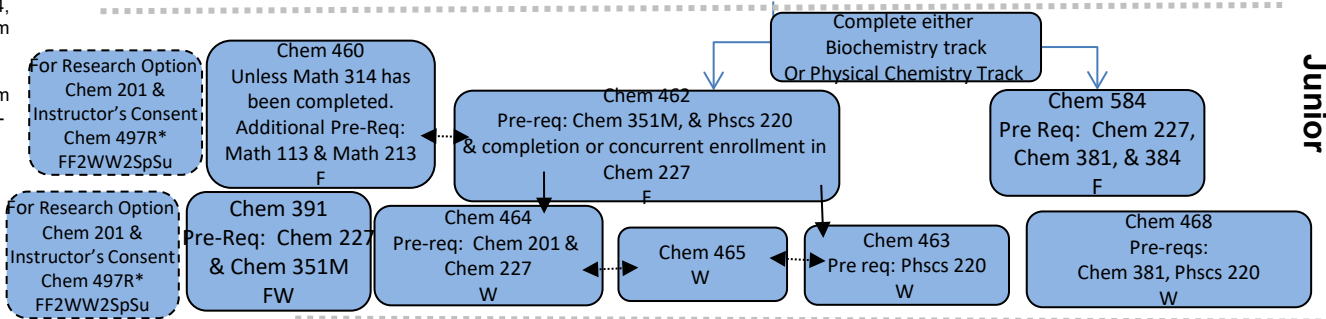 4,
m
m
-
Complete either
Biochemistry track
Or Physical Chemistry Track
Junior
For Research Option
Chem 201 &
Instructor's Consent
Chem 497R*
FF2WW2SpSu
Chem 460
Unless Math 314 has
been completed.
Additional Pre-Req:
Math 113 & Math 213
F
Chem 462
Pre-req: Chem 351M, & Phscs 220
& completion or concurrent enrollment in
Chem 227
F
Chem 584
Pre Req: Chem 227,
Chem 381, & 384
F
For Research Option
Chem 201 &
Instructor's Consent
Chem 497R*
FF2WW2SpSu
Chem 391
Pre-Req: Chem 227
& Chem 351M
FW
Chem 464
Pre-req: Chem 201 &
Chem 227
W
Chem 465
W
Chem 463
Pre req: Phscs 220
W
Chem 468
Pre-reqs:
Chem 381, Phscs 220
W